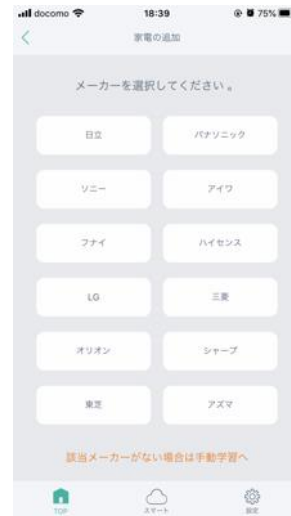 docomo 18:39 75%
家電の追加
メーカーを選択してください。
日立 パナソニック
ソニー アイワ
フナイ ハイセンス
LG 三菱
オリオン シャープ
東芝 アズマ
該当メーカーがない場合は手動学習へ
TOP スマート 設定